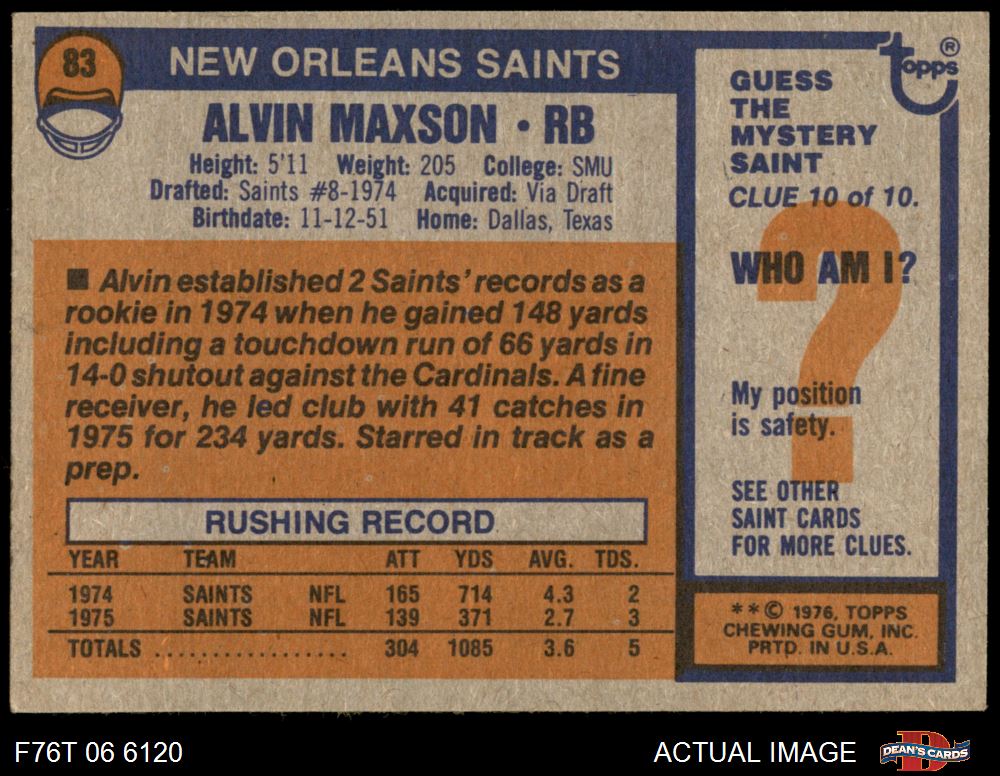 83
NEW ORLEANS SAINTS
ALVIN MAXSON • RB
Height: 5'11 Weight: 205 College: SMU
Drafted: Saints #8-1974 Acquired: Via Draft
Birthdate: 11-12-51 Home: Dallas, Texas
■ Alvin established 2 Saints' records as a
rookie in 1974 when he gained 148 yards
including a touchdown run of 66 yards in
14-0 shutout against the Cardinals. A fine
receiver, he led club with 41 catches in
1975 for 234 yards. Starred in track as a
prep.
RUSHING RECORD
YEAR TEAM ATT YDS AVG. TDS.
1974 SAINTS NFL 165 714 4.3 2
1975 SAINTS NFL 139 371 2.7 3
TOTALS .................. 304 1085 3.6 5
topps ®
GUESS
THE
MYSTERY
SAINT
CLUE 10 of 10.
?
WHO AM I?
My position
is safety.
SEE OTHER
SAINT CARDS
FOR MORE CLUES.
**© 1976, TOPPS
CHEWING GUM, INC.
PRTD. IN U.S.A.
F76T 06 6120
ACTUAL IMAGE
D
DEAN'S CARDS